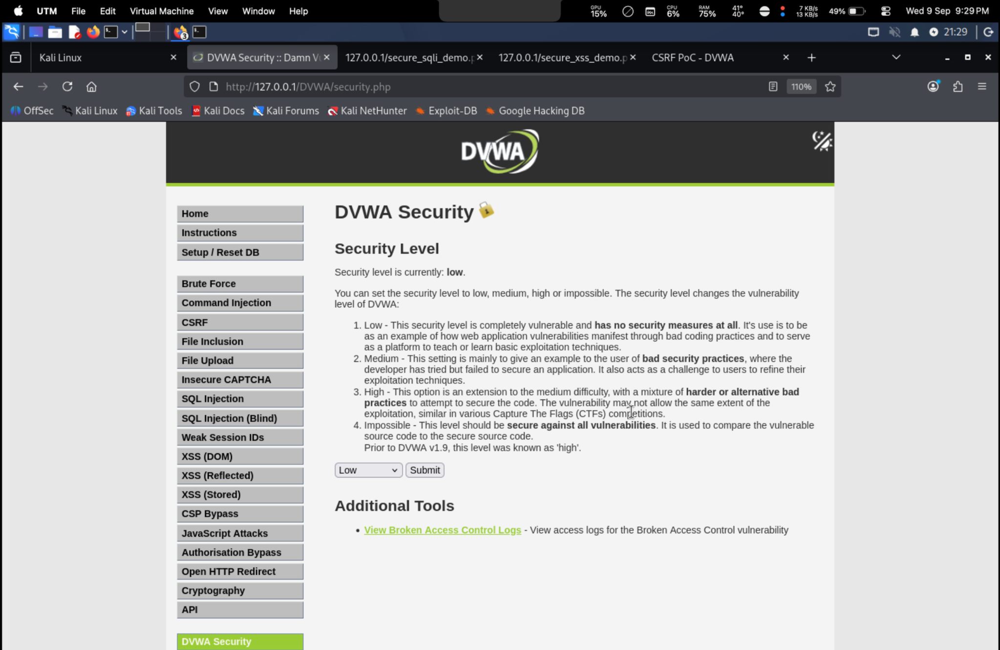 UTM File Edit Virtual Machine View Window Help GPU 15% CPU 6% RAM 75% 41° 40° 7 KB/s 13 KB/s 49% Wed 9 Sep 9:29 PM
3 21:29
Kali Linux DVWA Security :: Damn Vu 127.0.0.1/secure_sqli_demo.p 127.0.0.1/secure_xss_demo.p CSRF PoC - DVWA
http://127.0.0.1/DVWA/security.php 110%
OffSec Kali Linux Kali Tools Kali Docs Kali Forums Kali NetHunter Exploit-DB Google Hacking DB
DVWA
Home
Instructions
Setup / Reset DB
Brute Force
Command Injection
CSRF
File Inclusion
File Upload
Insecure CAPTCHA
SQL Injection
SQL Injection (Blind)
Weak Session IDs
XSS (DOM)
XSS (Reflected)
XSS (Stored)
CSP Bypass
JavaScript Attacks
Authorisation Bypass
Open HTTP Redirect
Cryptography
API
DVWA Security
DVWA Security
Security Level
Security level is currently: low.
You can set the security level to low, medium, high or impossible. The security level changes the vulnerability
level of DVWA:
1. Low - This security level is completely vulnerable and has no security measures at all. It's use is to be
as an example of how web application vulnerabilities manifest through bad coding practices and to serve
as a platform to teach or learn basic exploitation techniques.
2. Medium - This setting is mainly to give an example to the user of bad security practices, where the
developer has tried but failed to secure an application. It also acts as a challenge to users to refine their
exploitation techniques.
3. High - This option is an extension to the medium difficulty, with a mixture of harder or alternative bad
practices to attempt to secure the code. The vulnerability may not allow the same extent of the
exploitation, similar in various Capture The Flags (CTFs) competitions.
4. Impossible - This level should be secure against all vulnerabilities. It is used to compare the vulnerable
source code to the secure source code.
Prior to DVWA v1.9, this level was known as 'high'.
Low Submit
Additional Tools
• View Broken Access Control Logs - View access logs for the Broken Access Control vulnerability